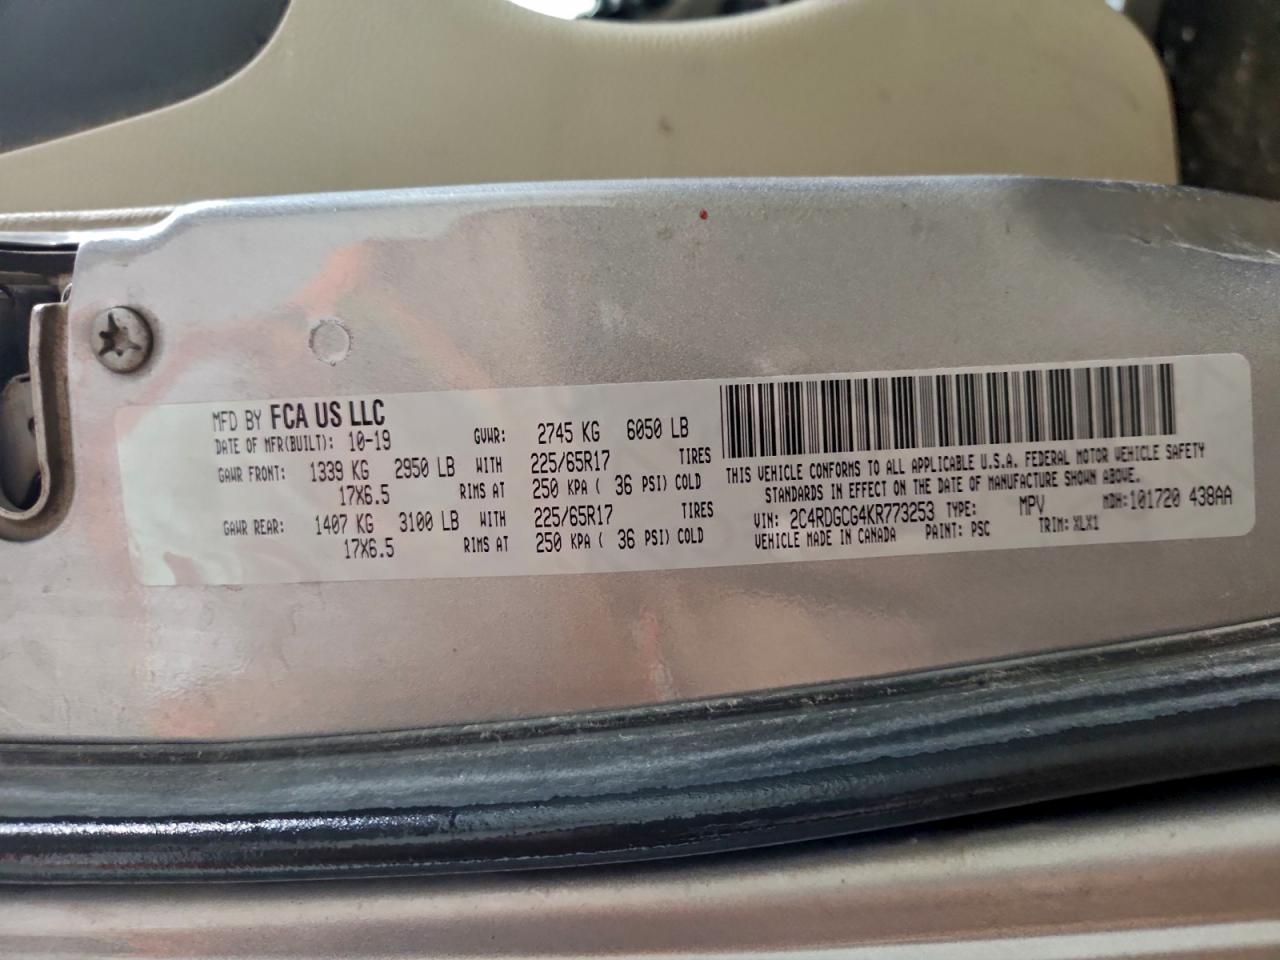 MFD BY FCA US LLC
DATE OF MFR(BUILT): 10-19 GVWR: 2745 KG 6050 LB
GAWR FRONT: 1339 KG 2950 LB WITH 225/65R17 TIRES
17X6.5 RIMS AT 250 KPA ( 36 PSI) COLD
GAWR REAR: 1407 KG 3100 LB WITH 225/65R17 TIRES
17X6.5 RIMS AT 250 KPA ( 36 PSI) COLD
THIS VEHICLE CONFORMS TO ALL APPLICABLE U.S.A. FEDERAL MOTOR VEHICLE SAFETY
STANDARDS IN EFFECT ON THE DATE OF MANUFACTURE SHOWN ABOVE.
VIN: 2C4RDGCG4KR773253 TYPE: MPV MDH:101720 438AA
VEHICLE MADE IN CANADA PAINT: PSC TRIM: XLX1